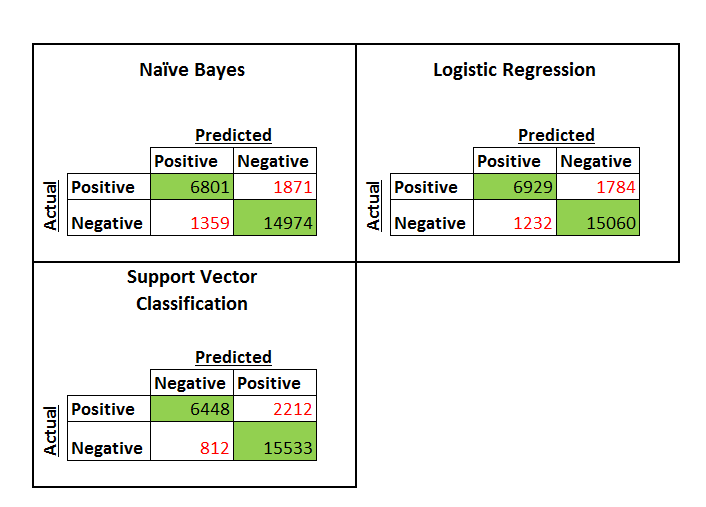 Naïve Bayes
Predicted
Positive Negative
Actual
Positive 6801 1871
Negative 1359 14974
Logistic Regression
Predicted
Positive Negative
Actual
Positive 6929 1784
Negative 1232 15060
Support Vector
Classification
Predicted
Negative Positive
Actual
Positive 6448 2212
Negative 812 15533